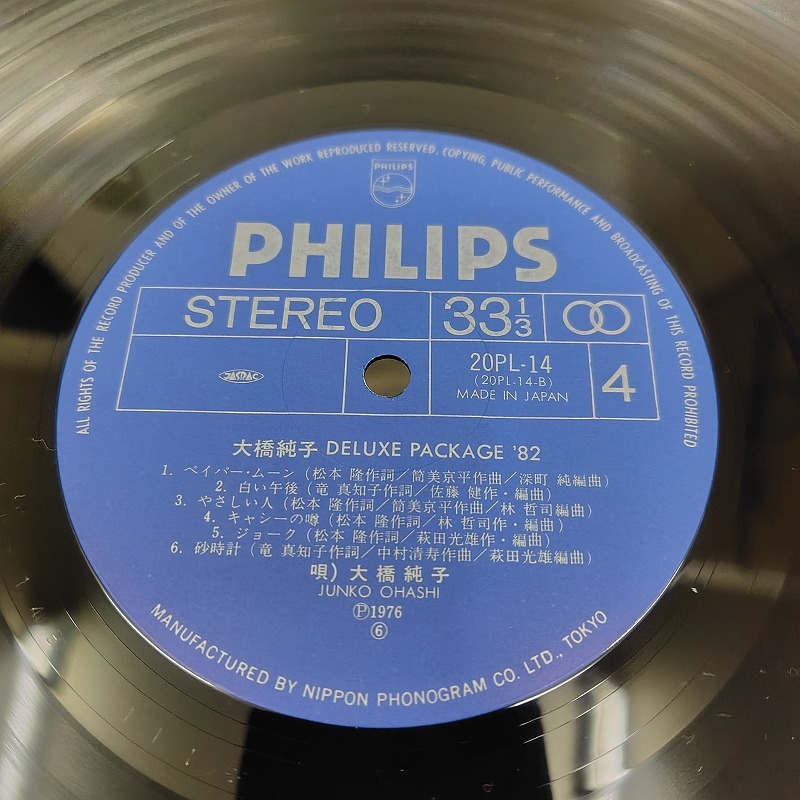 ALL RIGHTS OF THE RECORD PRODUCER AND OF THE OWNER OF THE WORK REPRODUCED RESERVED. COPYING, PUBLIC PERFORMANCE AND BROADCASTING OF THIS RECORD PROHIBITED
PHILIPS
PHILIPS
STEREO
33 1/3
20PL-14
(20PL-14-B)
MADE IN JAPAN
4
JASRAC
大橋純子 DELUXE PACKAGE '82
1. ペイパー・ムーン(松本 隆作詞/筒美京平作曲/深町 純編曲)
2. 白い午後(竜 真知子作詞/佐藤 健作・編曲)
3. やさしい人(松本 隆作詞/筒美京平作曲/林 哲司編曲)
4. キャシーの噂(松本 隆作詞/林 哲司作・編曲)
5. ジョーク(松本 隆作詞/萩田光雄作・編曲)
6. 砂時計(竜 真知子作詞/中村清寿作曲/萩田光雄編曲)
唄)大橋純子
JUNKO OHASHI
Ⓟ1976
⑥
MANUFACTURED BY NIPPON PHONOGRAM CO. LTD., TOKYO